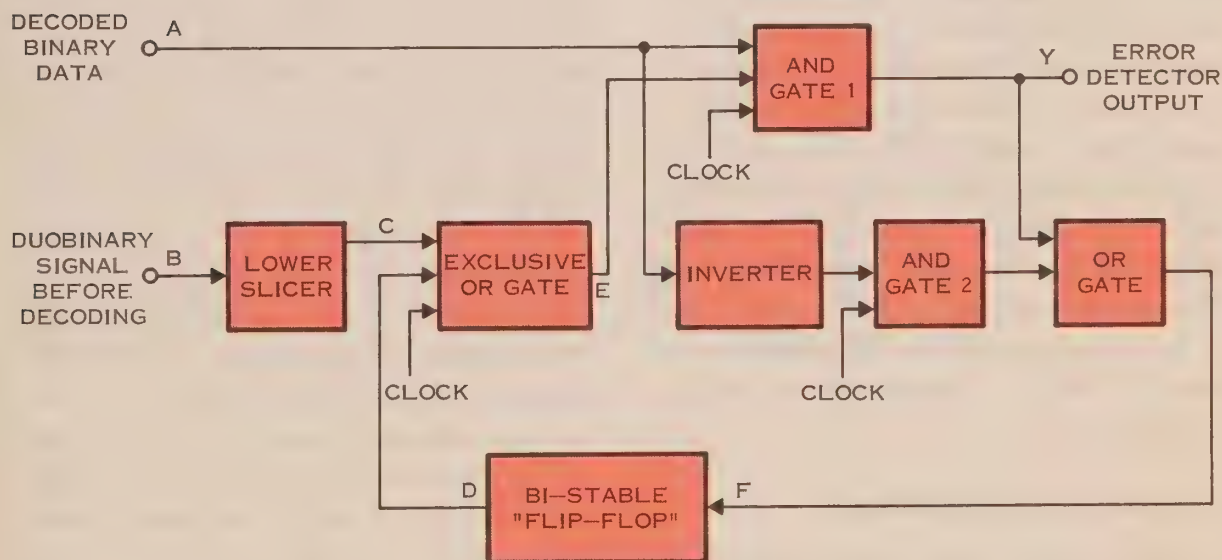 DECODED
BINARY
DATA
A
AND
GATE 1
Y
ERROR
DETECTOR
OUTPUT
CLOCK
DUOBINARY
SIGNAL
BEFORE
DECODING
B
LOWER
SLICER
C
EXCLUSIVE
OR GATE
E
INVERTER
AND
GATE 2
OR
GATE
CLOCK
CLOCK
D
BI-STABLE
"FLIP-FLOP"
F